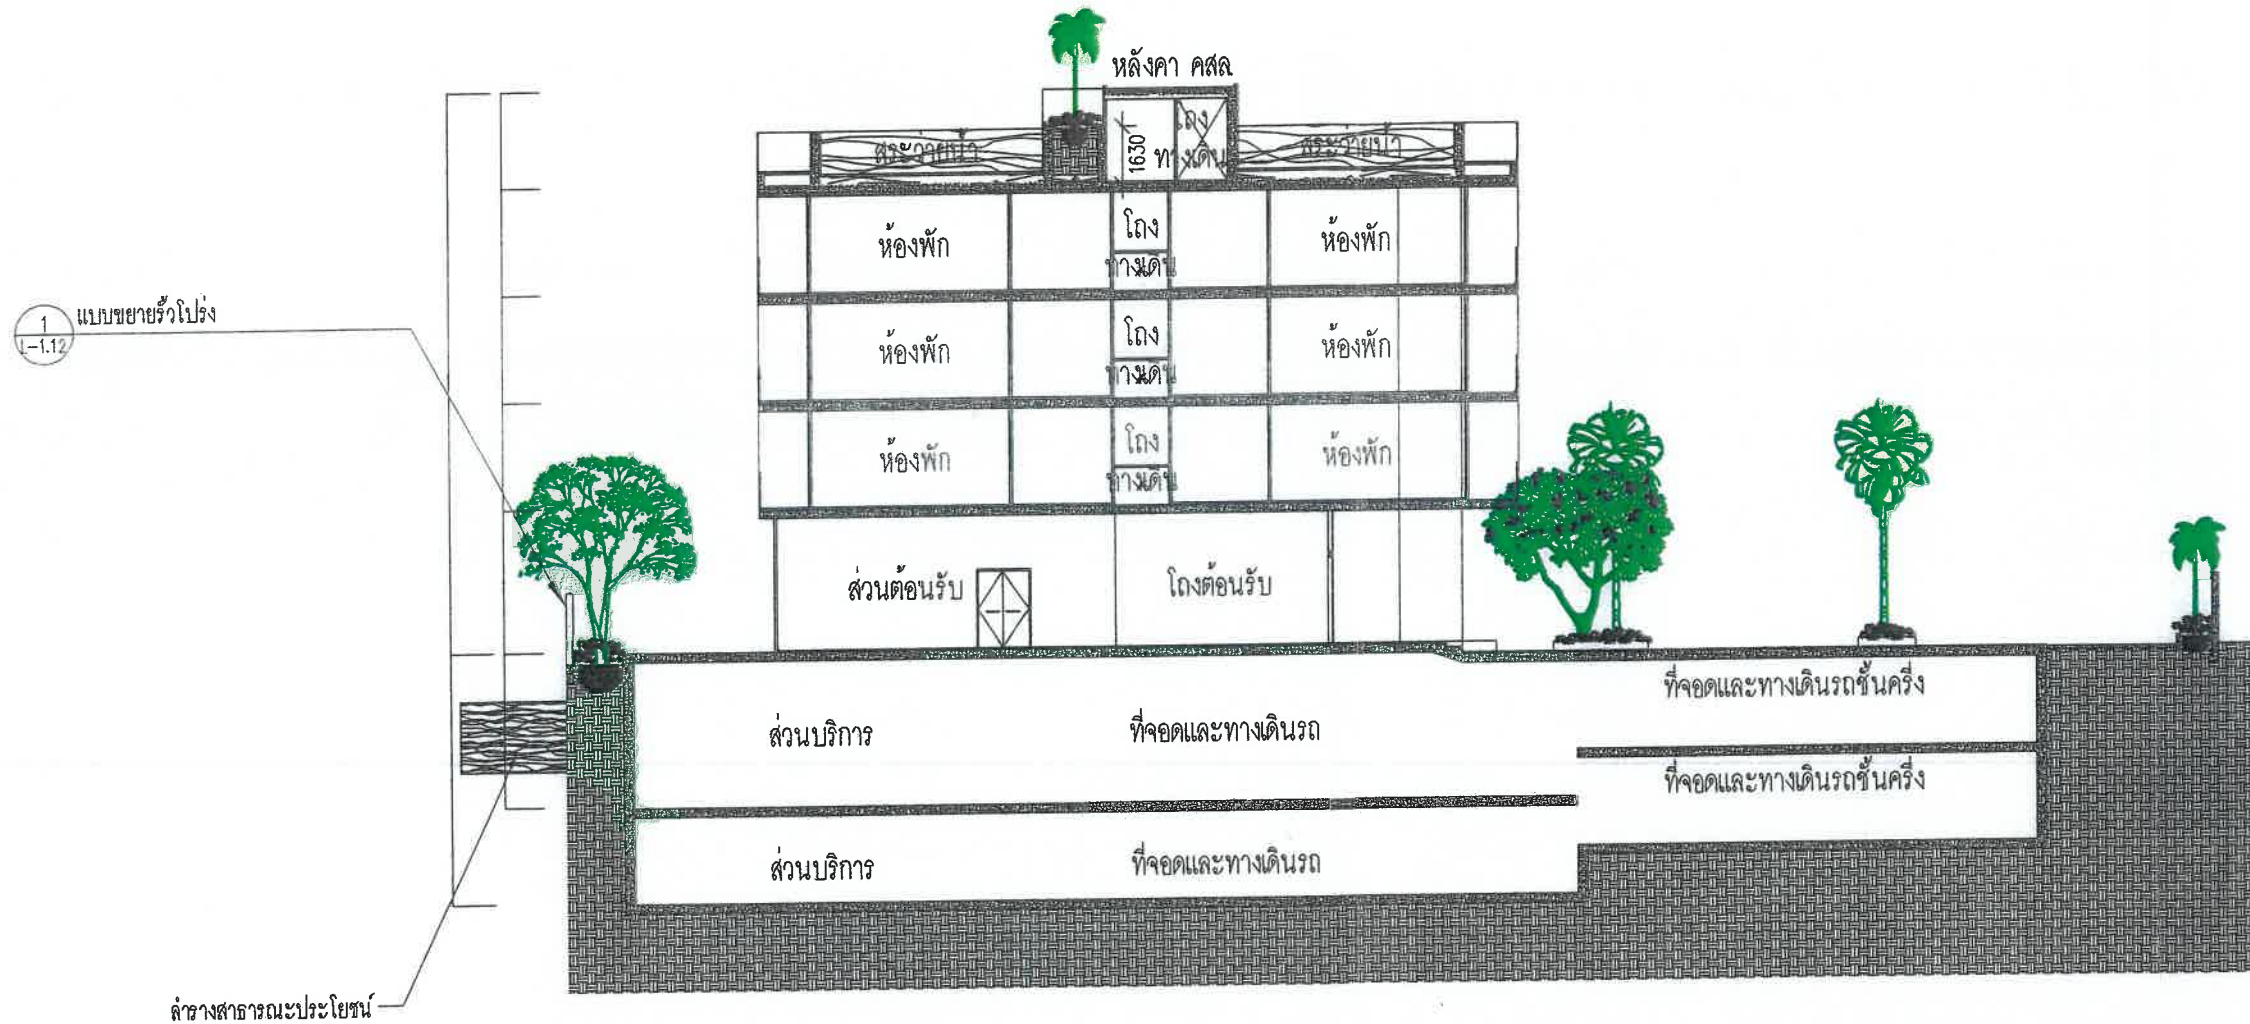 หลังคา คสล
โถง
ทางเดิน
1630
สระว่ายน้ำ
สระว่ายน้ำ
ห้องพัก
โถง
ทางเดิน
ห้องพัก
1
L-1.12
แบบขยายรั้วโปร่ง
ห้องพัก
โถง
ทางเดิน
ห้องพัก
ห้องพัก
โถง
ทางเดิน
ห้องพัก
ส่วนต้อนรับ
โถงต้อนรับ
ที่จอดและทางเดินรถชั้นครึ่ง
ส่วนบริการ
ที่จอดและทางเดินรถ
ที่จอดและทางเดินรถชั้นครึ่ง
ส่วนบริการ
ที่จอดและทางเดินรถ
ลำรางสาธารณะประโยชน์